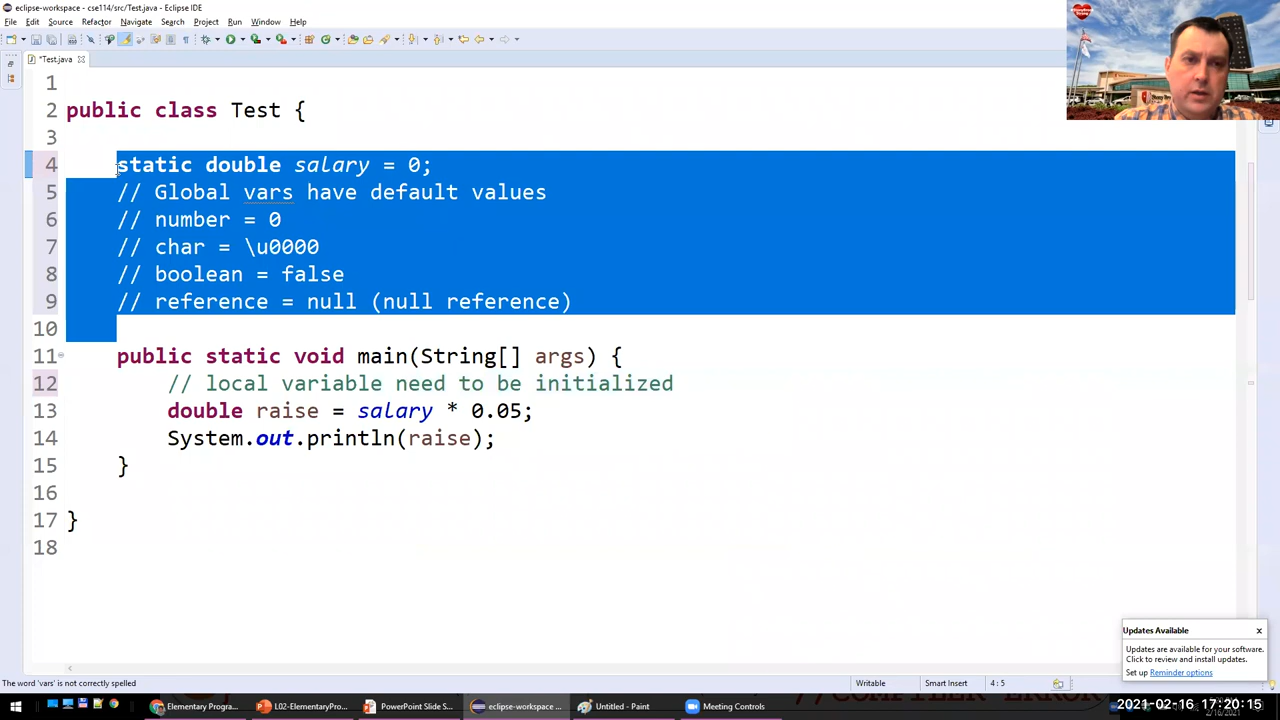 eclipse-workspace - cse114/src/Test.java - Eclipse IDE
File Edit Source Refactor Navigate Search Project Run Window Help
*Test.java
1
2 public class Test {
3
4 static double salary = 0;
5 // Global vars have default values
6 // number = 0
7 // char = \u0000
8 // boolean = false
9 // reference = null (null reference)
10
11 public static void main(String[] args) {
12 // local variable need to be initialized
13 double raise = salary * 0.05;
14 System.out.println(raise);
15 }
16
17 }
18
Updates Available x
Updates are available for your software.
Click to review and install updates.
Set up Reminder options
The word 'vars' is not correctly spelled Writable Smart Insert 4 : 5
Elementary Progra... L02-ElementaryPro... PowerPoint Slide S... eclipse-workspace ... Untitled - Paint Meeting Controls
2021-02-16 17:20:15